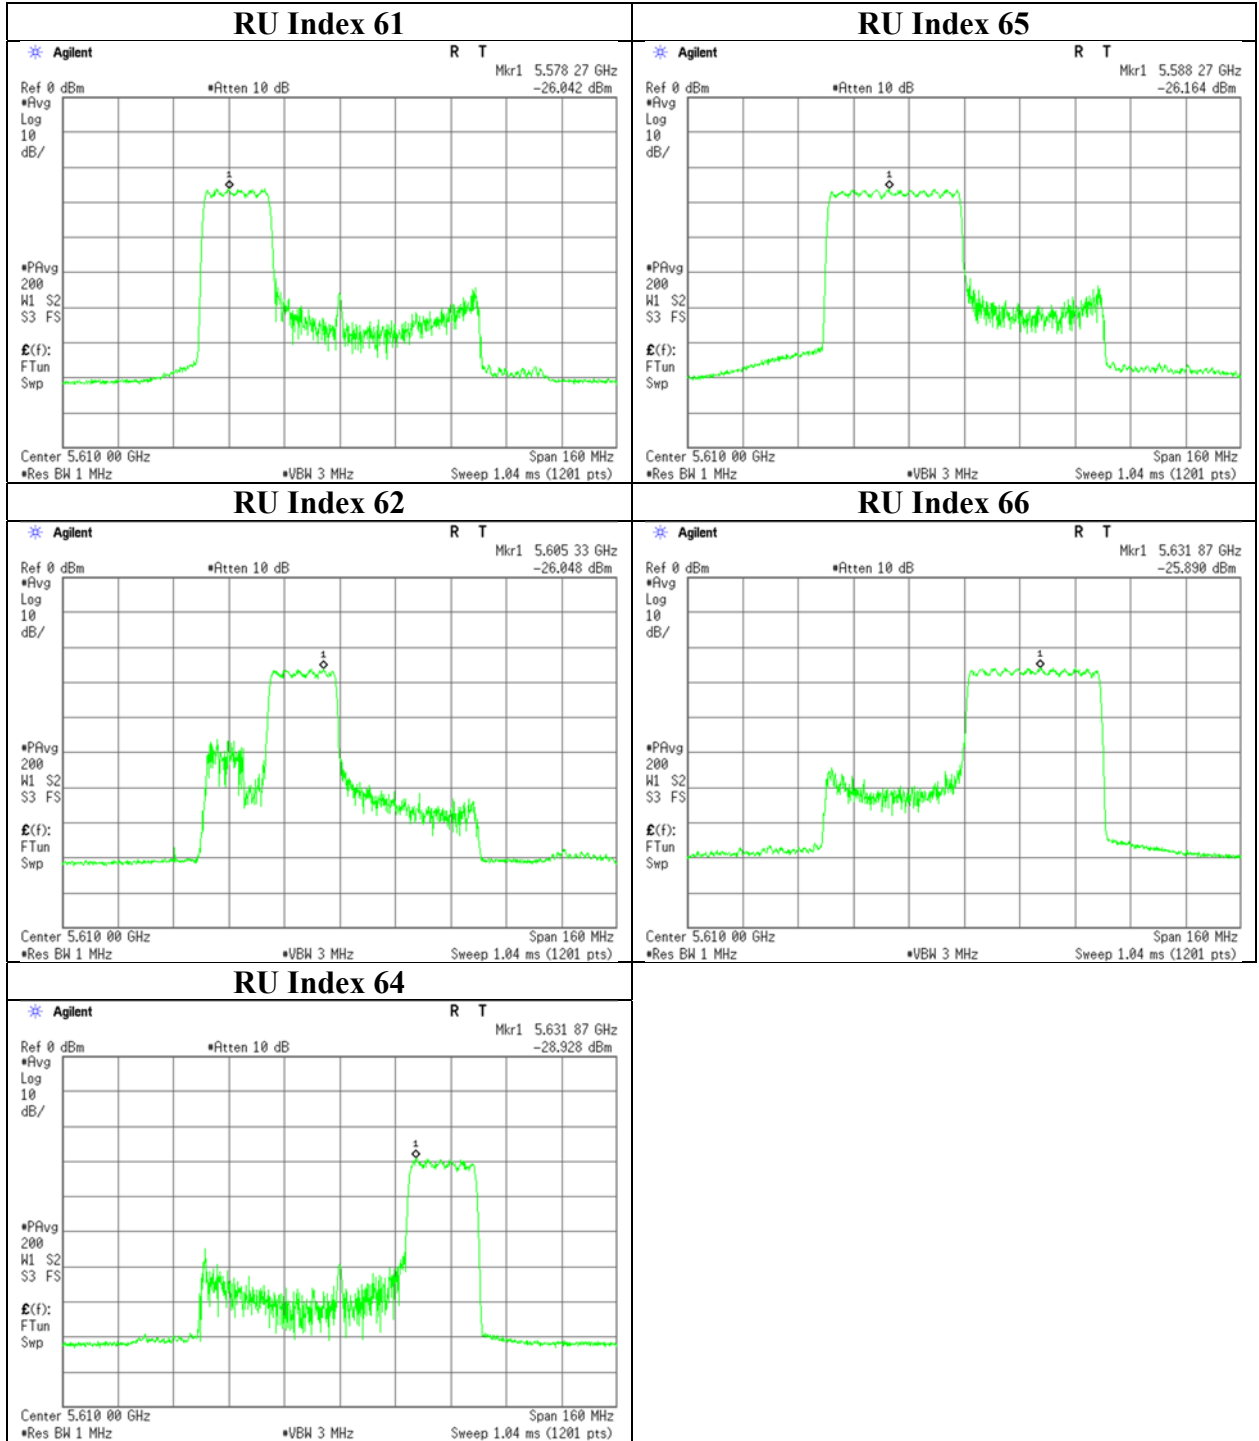 RU Index 61
Agilent
R T
Mkr1 5.578 27 GHz
Ref 0 dBm
#Atten 10 dB
-26.042 dBm
#Avg
Log
10
dB/
1
#PAvg
200
W1 S2
S3 FS
£(f):
FTun
Swp
Center 5.610 00 GHz
Span 160 MHz
#Res BW 1 MHz
#VBW 3 MHz
Sweep 1.04 ms (1201 pts)
RU Index 65
Agilent
R T
Mkr1 5.588 27 GHz
Ref 0 dBm
#Atten 10 dB
-26.164 dBm
#Avg
Log
10
dB/
1
#PAvg
200
W1 S2
S3 FS
£(f):
FTun
Swp
Center 5.610 00 GHz
Span 160 MHz
#Res BW 1 MHz
#VBW 3 MHz
Sweep 1.04 ms (1201 pts)
RU Index 62
Agilent
R T
Mkr1 5.605 33 GHz
Ref 0 dBm
#Atten 10 dB
-26.048 dBm
#Avg
Log
10
dB/
1
#PAvg
200
W1 S2
S3 FS
£(f):
FTun
Swp
Center 5.610 00 GHz
Span 160 MHz
#Res BW 1 MHz
#VBW 3 MHz
Sweep 1.04 ms (1201 pts)
RU Index 66
Agilent
R T
Mkr1 5.631 87 GHz
Ref 0 dBm
#Atten 10 dB
-25.890 dBm
#Avg
Log
10
dB/
1
#PAvg
200
W1 S2
S3 FS
£(f):
FTun
Swp
Center 5.610 00 GHz
Span 160 MHz
#Res BW 1 MHz
#VBW 3 MHz
Sweep 1.04 ms (1201 pts)
RU Index 64
Agilent
R T
Mkr1 5.631 87 GHz
Ref 0 dBm
#Atten 10 dB
-28.928 dBm
#Avg
Log
10
dB/
1
#PAvg
200
W1 S2
S3 FS
£(f):
FTun
Swp
Center 5.610 00 GHz
Span 160 MHz
#Res BW 1 MHz
#VBW 3 MHz
Sweep 1.04 ms (1201 pts)